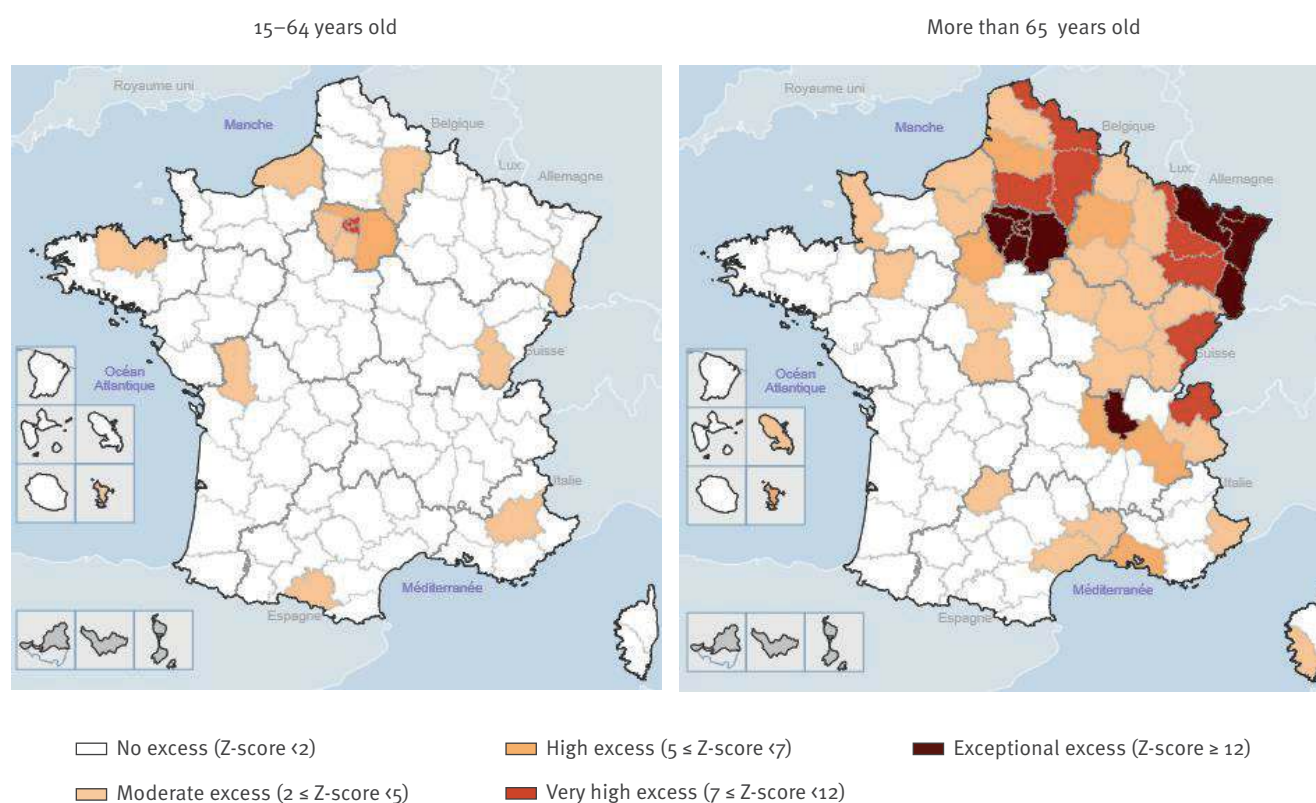 15–64 years old
More than 65 years old
Royaume uni
Manche
Belgique
Lux
Allemagne
Suisse
Océan
Atlantique
Italie
Méditerranée
Espagne
Royaume uni
Manche
Belgique
Lux
Allemagne
Suisse
Océan
Atlantique
Italie
Méditerranée
Espagne
No excess (Z-score <2)
High excess (5 ≤ Z-score <7)
Exceptional excess (Z-score ≥ 12)
Moderate excess (2 ≤ Z-score <5)
Very high excess (7 ≤ Z-score <12)